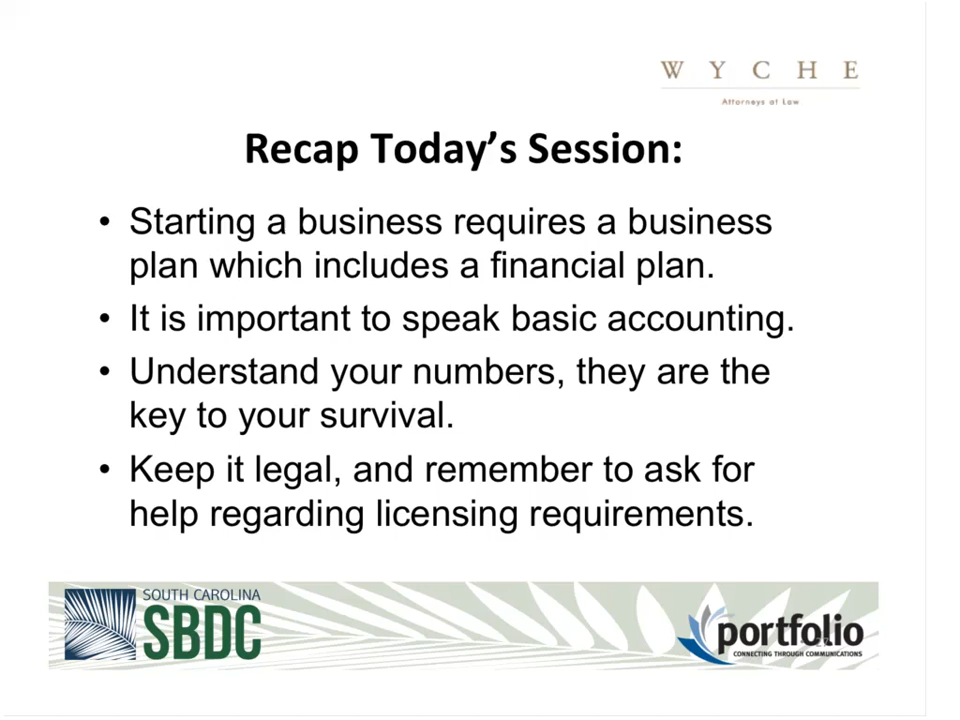 W Y C H E
Attorneys at Law
Recap Today’s Session:
• Starting a business requires a business
plan which includes a financial plan.
• It is important to speak basic accounting.
• Understand your numbers, they are the
key to your survival.
• Keep it legal, and remember to ask for
help regarding licensing requirements.
SOUTH CAROLINA
SBDC
portfolio
CONNECTING THROUGH COMMUNICATIONS